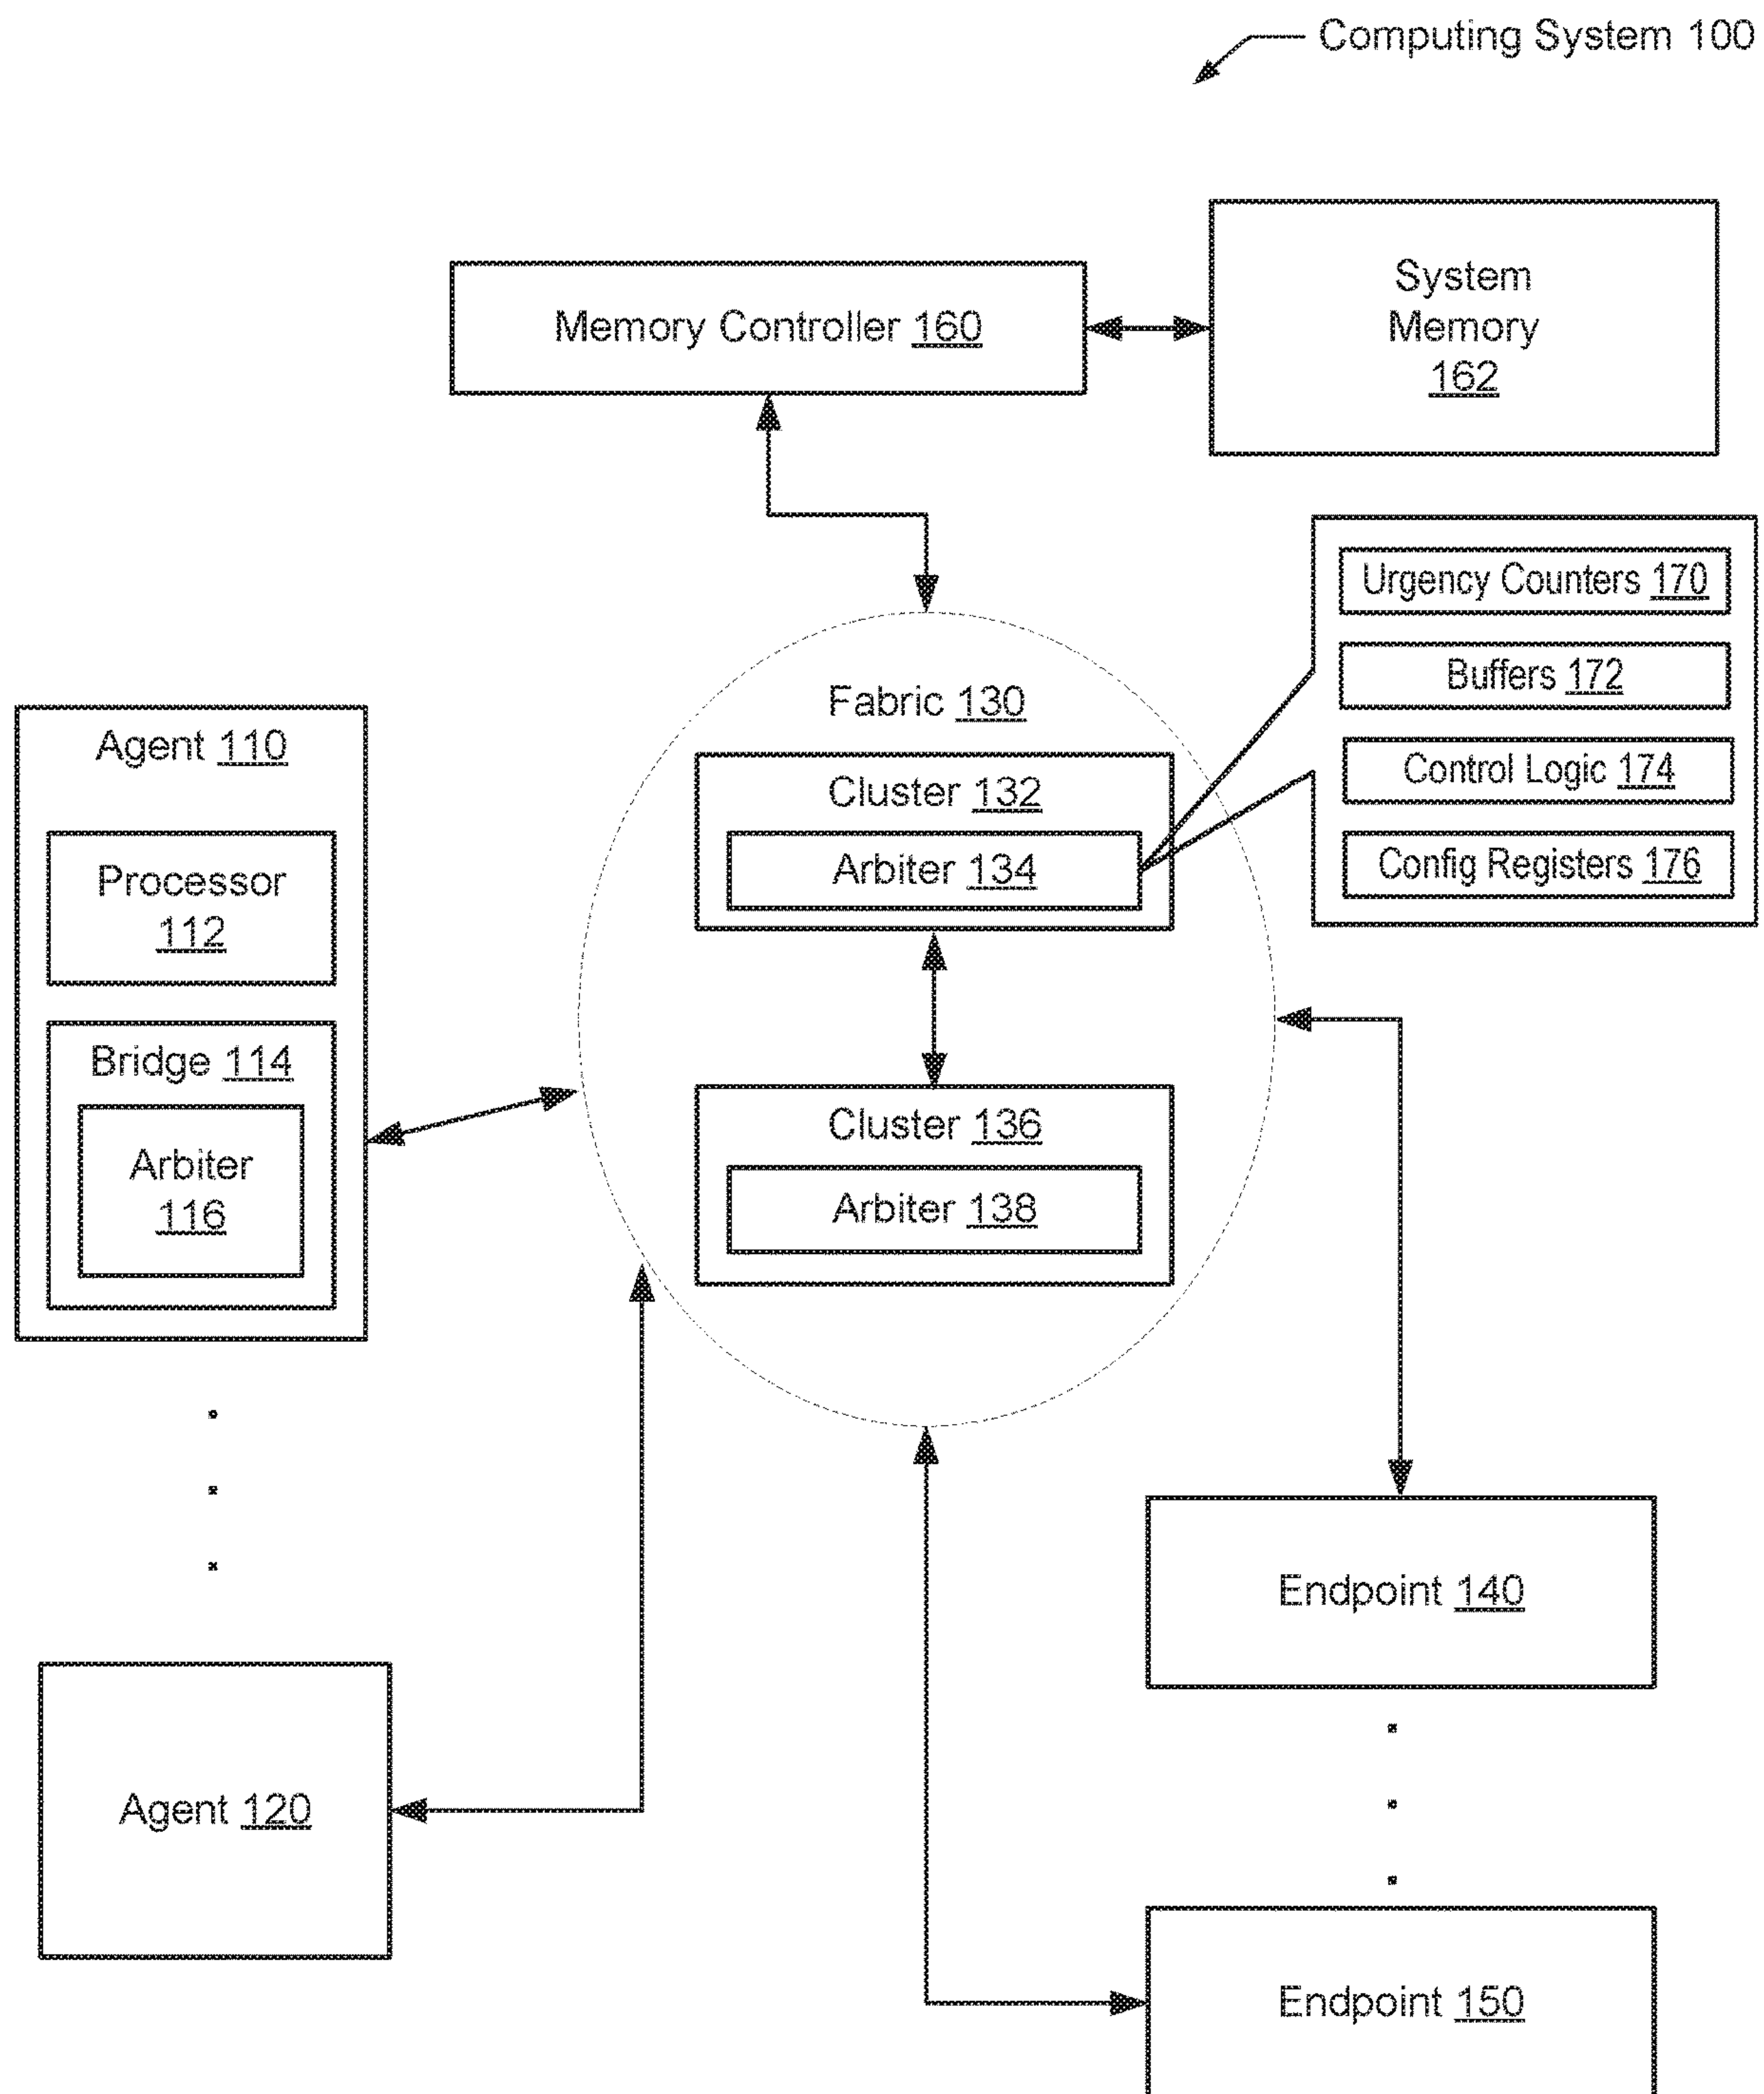 Computing System 100
Memory Controller 160
System
Memory
162
Urgency Counters 170
Buffers 172
Control Logic 174
Config Registers 176
Fabric 130
Cluster 132
Arbiter 134
Cluster 136
Arbiter 138
Agent 110
Processor
112
Bridge 114
Arbiter
116
Agent 120
Endpoint 140
Endpoint 150